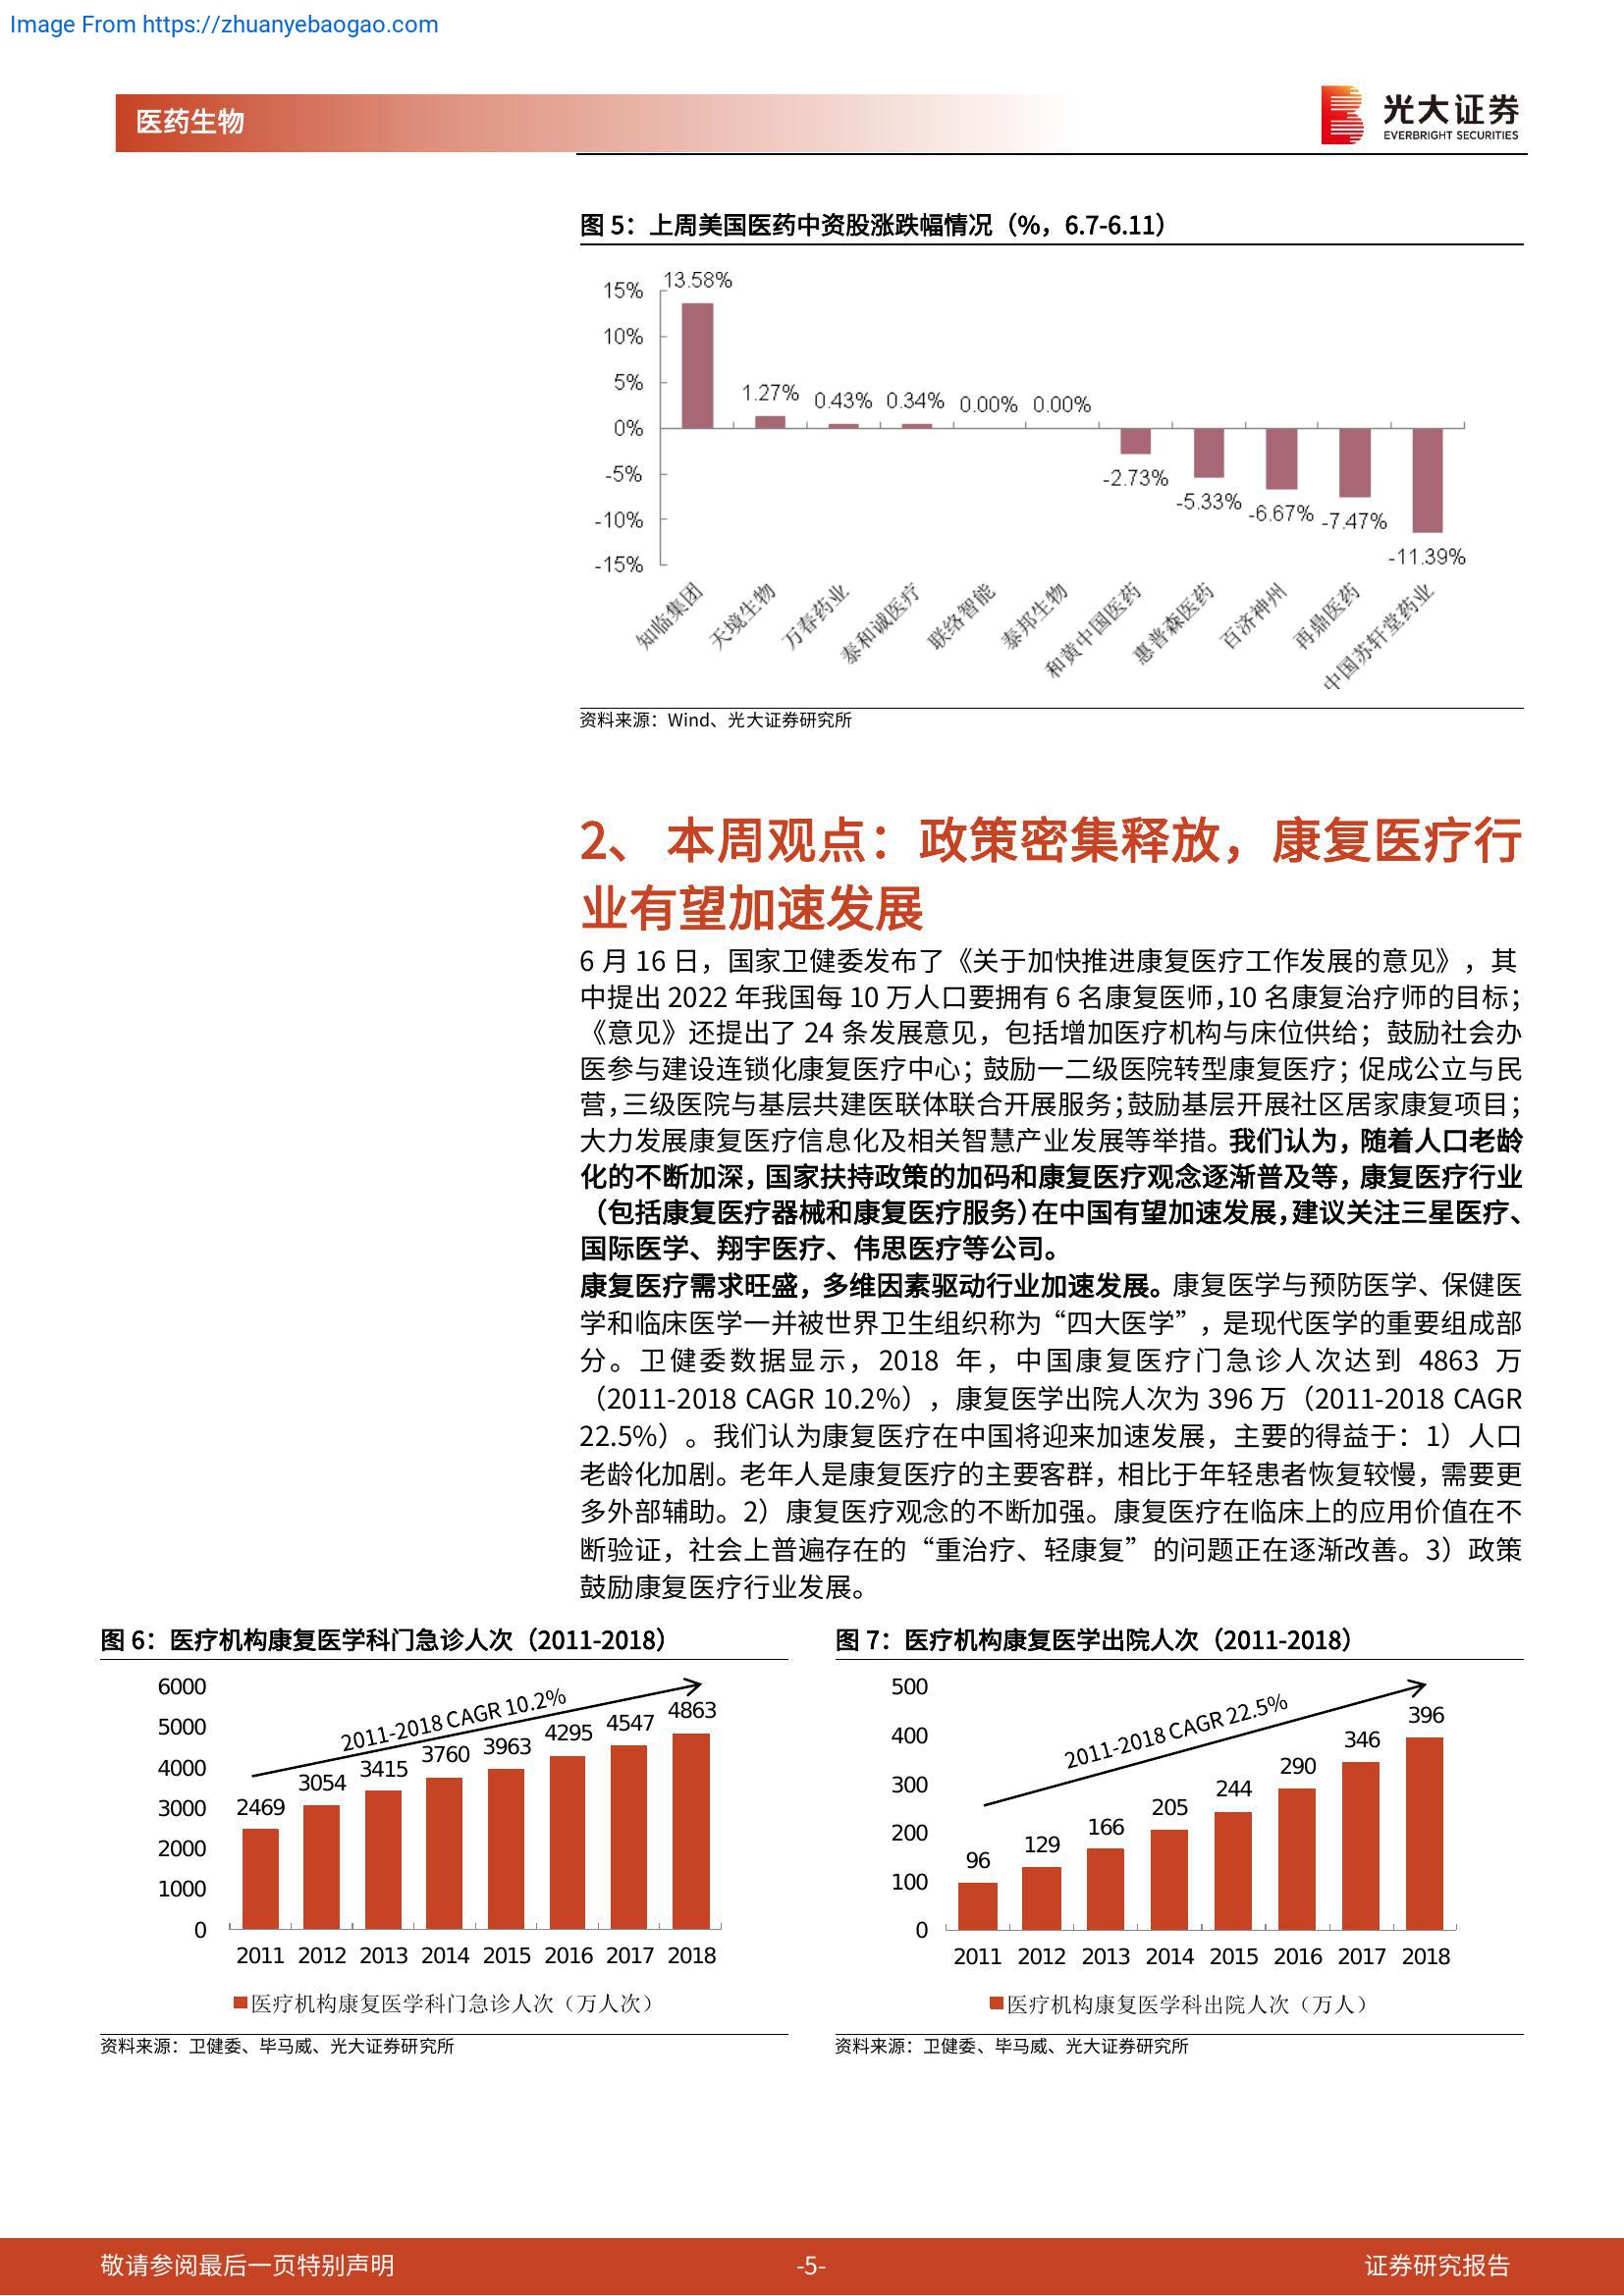 Image From https://zhuanyebaogao.com
医药生物
光大证券
EVERBRIGHT SECURITIES
图 5：上周美国医药中资股涨跌幅情况（%，6.7-6.11）
15%
10%
5%
0%
-5%
-10%
-15%
13.58%
1.27%
0.43%
0.34%
0.00%
0.00%
-2.73%
-5.33%
-6.67%
-7.47%
-11.39%
知临集团
天境生物
万春药业
泰和诚医疗
联络智能
泰邦生物
和黄中国医药
惠普森医药
百济神州
再鼎医药
中国苏轩堂药业
资料来源：Wind、光大证券研究所
2、 本周观点：政策密集释放，康复医疗行
业有望加速发展
6 月 16 日，国家卫健委发布了《关于加快推进康复医疗工作发展的意见》，其
中提出 2022 年我国每 10 万人口要拥有 6 名康复医师，10 名康复治疗师的目标；
《意见》还提出了 24 条发展意见，包括增加医疗机构与床位供给；鼓励社会办
医参与建设连锁化康复医疗中心；鼓励一二级医院转型康复医疗；促成公立与民
营，三级医院与基层共建医联体联合开展服务；鼓励基层开展社区居家康复项目；
大力发展康复医疗信息化及相关智慧产业发展等举措。我们认为，随着人口老龄
化的不断加深，国家扶持政策的加码和康复医疗观念逐渐普及等，康复医疗行业
（包括康复医疗器械和康复医疗服务）在中国有望加速发展，建议关注三星医疗、
国际医学、翔宇医疗、伟思医疗等公司。
康复医疗需求旺盛，多维因素驱动行业加速发展。康复医学与预防医学、保健医
学和临床医学一并被世界卫生组织称为“四大医学”，是现代医学的重要组成部
分。卫健委数据显示，2018 年，中国康复医疗门急诊人次达到 4863 万
（2011-2018 CAGR 10.2%），康复医学出院人次为 396 万（2011-2018 CAGR
22.5%）。我们认为康复医疗在中国将迎来加速发展，主要的得益于：1）人口
老龄化加剧。老年人是康复医疗的主要客群，相比于年轻患者恢复较慢，需要更
多外部辅助。2）康复医疗观念的不断加强。康复医疗在临床上的应用价值在不
断验证，社会上普遍存在的“重治疗、轻康复”的问题正在逐渐改善。3）政策
鼓励康复医疗行业发展。
图 6：医疗机构康复医学科门急诊人次（2011-2018）
6000
5000
4000
3000
2000
1000
0
2011-2018 CAGR 10.2%
2469
3054
3415
3760
3963
4295
4547
4863
2011 2012 2013 2014 2015 2016 2017 2018
医疗机构康复医学科门急诊人次（万人次）
资料来源：卫健委、毕马威、光大证券研究所
图 7：医疗机构康复医学出院人次（2011-2018）
500
400
300
200
100
0
2011-2018 CAGR 22.5%
96
129
166
205
244
290
346
396
2011 2012 2013 2014 2015 2016 2017 2018
医疗机构康复医学科出院人次（万人）
资料来源：卫健委、毕马威、光大证券研究所
敬请参阅最后一页特别声明
-5-
证券研究报告